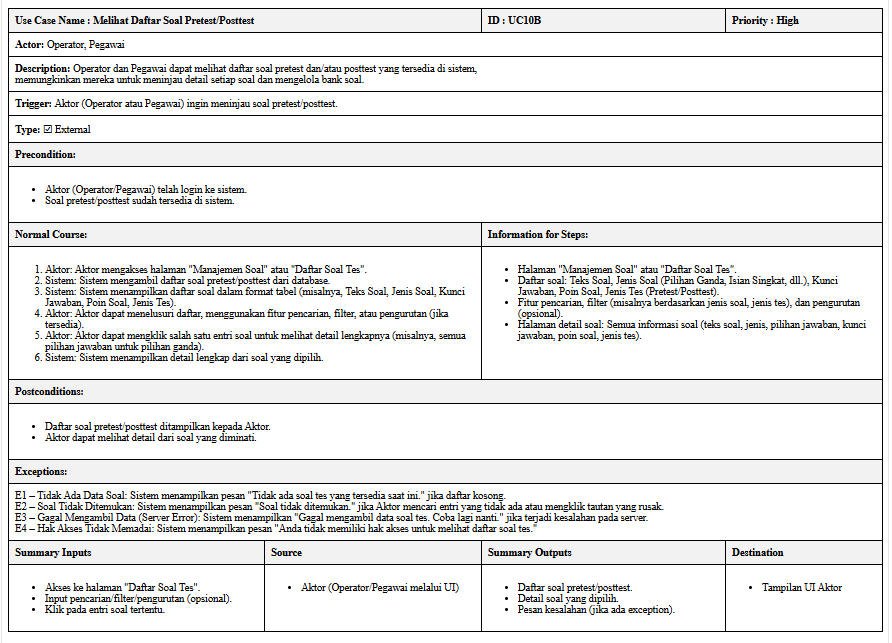 Use Case Name : Melihat Daftar Soal Pretest/Posttest
ID : UC10B
Priority : High
Actor: Operator, Pegawai
Description: Operator dan Pegawai dapat melihat daftar soal pretest dan/atau posttest yang tersedia di sistem,
memungkinkan mereka untuk meninjau detail setiap soal dan mengelola bank soal.
Trigger: Aktor (Operator atau Pegawai) ingin meninjau soal pretest/posttest.
Type: ☑ External
Precondition:
• Aktor (Operator/Pegawai) telah login ke sistem.
• Soal pretest/posttest sudah tersedia di sistem.
Normal Course:
1. Aktor: Aktor mengakses halaman "Manajemen Soal" atau "Daftar Soal Tes".
2. Sistem: Sistem mengambil daftar soal pretest/posttest dari database.
3. Sistem: Sistem menampilkan daftar soal dalam format tabel (misalnya, Teks Soal, Jenis Soal, Kunci
Jawaban, Poin Soal, Jenis Tes).
4. Aktor: Aktor dapat menelusuri daftar, menggunakan fitur pencarian, filter, atau pengurutan (jika
tersedia).
5. Aktor: Aktor dapat mengklik salah satu entri soal untuk melihat detail lengkapnya (misalnya, semua
pilihan jawaban untuk pilihan ganda).
6. Sistem: Sistem menampilkan detail lengkap dari soal yang dipilih.
Information for Steps:
• Halaman "Manajemen Soal" atau "Daftar Soal Tes".
• Daftar soal: Teks Soal, Jenis Soal (Pilihan Ganda, Isian Singkat, dll.), Kunci
Jawaban, Poin Soal, Jenis Tes (Pretest/Posttest).
• Fitur pencarian, filter (misalnya berdasarkan jenis soal, jenis tes), dan pengurutan
(opsional).
• Halaman detail soal: Semua informasi soal (teks soal, jenis, pilihan jawaban, kunci
jawaban, poin soal, jenis tes).
Postconditions:
• Daftar soal pretest/posttest ditampilkan kepada Aktor.
• Aktor dapat melihat detail dari soal yang diminati.
Exceptions:
E1 – Tidak Ada Data Soal: Sistem menampilkan pesan "Tidak ada soal tes yang tersedia saat ini." jika daftar kosong.
E2 – Soal Tidak Ditemukan: Sistem menampilkan pesan "Soal tidak ditemukan." jika Aktor mencari entri yang tidak ada atau mengklik tautan yang rusak.
E3 – Gagal Mengambil Data (Server Error): Sistem menampilkan "Gagal mengambil data soal tes. Coba lagi nanti." jika terjadi kesalahan pada server.
E4 – Hak Akses Tidak Memadai: Sistem menampilkan pesan "Anda tidak memiliki hak akses untuk melihat daftar soal tes."
Summary Inputs
Source
Summary Outputs
Destination
• Akses ke halaman "Daftar Soal Tes".
• Input pencarian/filter/pengurutan (opsional).
• Klik pada entri soal tertentu.
• Aktor (Operator/Pegawai melalui UI)
• Daftar soal pretest/posttest.
• Detail soal yang dipilih.
• Pesan kesalahan (jika ada exception).
• Tampilan UI Aktor